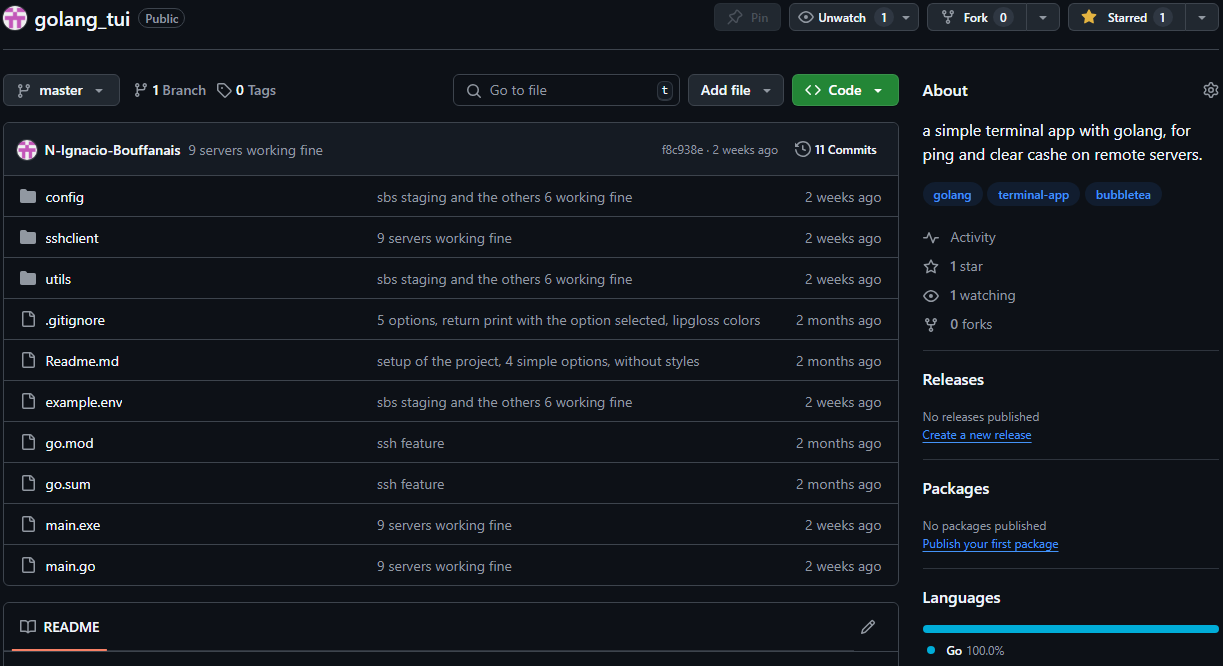 golang_tui Public Pin Unwatch 1 Fork 0 Starred 1
master 1 Branch 0 Tags Go to file t Add file Code
N-Ignacio-Bouffanais 9 servers working fine f8c938e · 2 weeks ago 11 Commits
config sbs staging and the others 6 working fine 2 weeks ago
sshclient 9 servers working fine 2 weeks ago
utils sbs staging and the others 6 working fine 2 weeks ago
.gitignore 5 options, return print with the option selected, lipgloss colors 2 months ago
Readme.md setup of the project, 4 simple options, without styles 2 months ago
example.env sbs staging and the others 6 working fine 2 weeks ago
go.mod ssh feature 2 months ago
go.sum ssh feature 2 months ago
main.exe 9 servers working fine 2 weeks ago
main.go 9 servers working fine 2 weeks ago
README
About
a simple terminal app with golang, for
ping and clear cashe on remote servers.
golang terminal-app bubbletea
Activity
1 star
1 watching
0 forks
Releases
No releases published
Create a new release
Packages
No packages published
Publish your first package
Languages
Go 100.0%